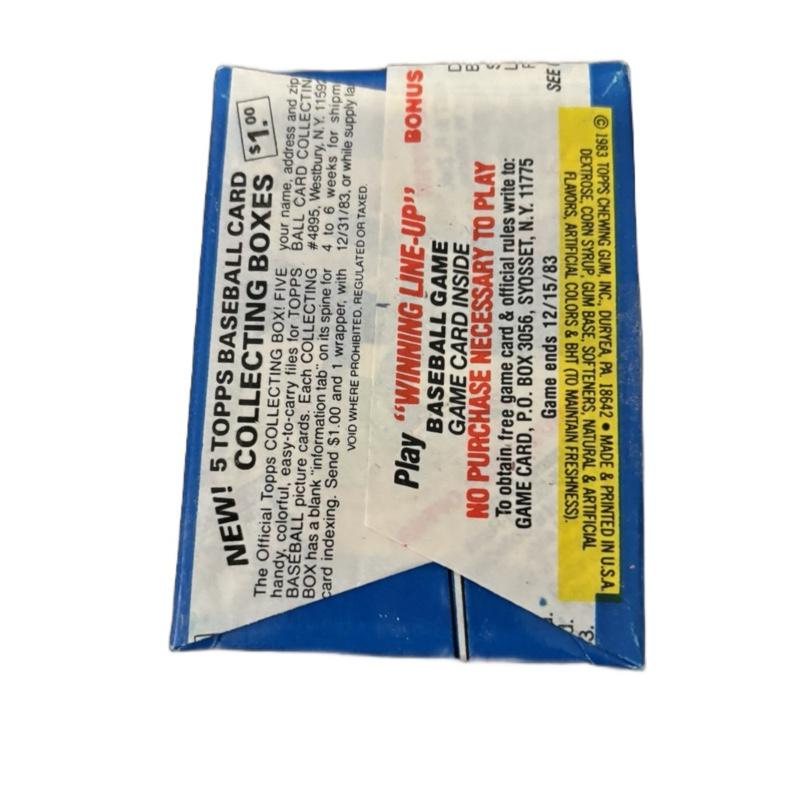 NEW! 5 TOPPS BASEBALL CARD
COLLECTING BOXES $1.00
The Official Topps COLLECTING BOX! FIVE
handy, colorful, easy-to-carry files for TOPPS
BASEBALL picture cards. Each COLLECTING
BOX has a blank "information tab" on its spine for
card indexing. Send $1.00 and 1 wrapper, with
your name, address and zip
BALL CARD COLLECTIN
#4895, Westbury, N.Y. 11592
4 to 6 weeks for shipm
12/31/83, or while supply la
VOID WHERE PROHIBITED, REGULATED OR TAXED.
Play "WINNING LINE-UP" BONUS
BASEBALL GAME
GAME CARD INSIDE
NO PURCHASE NECESSARY TO PLAY
To obtain free game card & official rules write to:
GAME CARD, P.O. BOX 3056, SYOSSET, N.Y. 11775
Game ends 12/15/83
SEE
© 1983 TOPPS CHEWING GUM, INC., DURYEA, PA. 18642 • MADE & PRINTED IN U.S.A.
DEXTROSE, CORN SYRUP, GUM BASE, SOFTENERS, NATURAL & ARTIFICIAL
FLAVORS, ARTIFICIAL COLORS & BHT (TO MAINTAIN FRESHNESS).